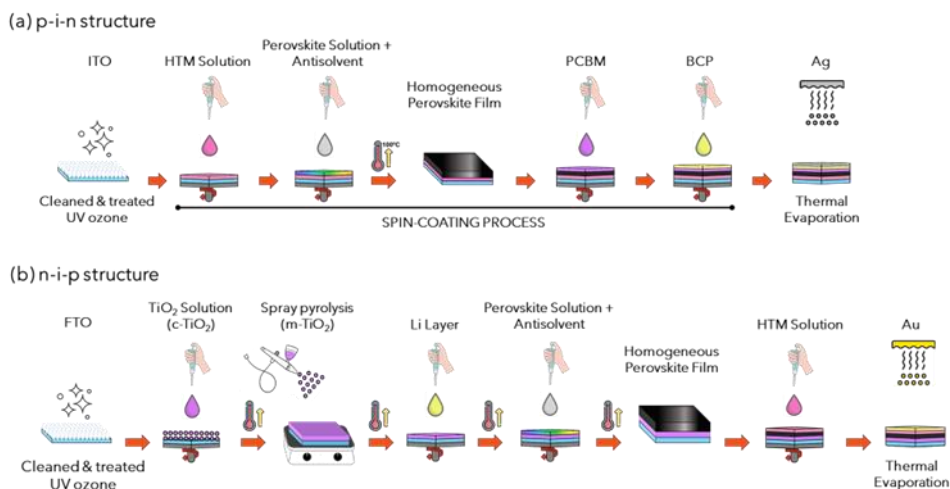 (a) p-i-n structure
ITO
HTM Solution
Perovskite Solution +
Antisolvent
Homogeneous
Perovskite Film
PCBM
BCP
Ag
100ºC
Cleaned & treated
UV ozone
SPIN-COATING PROCESS
Thermal
Evaporation
(b) n-i-p structure
FTO
TiO₂ Solution
(c-TiO₂)
Spray pyrolysis
(m-TiO₂)
Li Layer
Perovskite Solution +
Antisolvent
Homogeneous
Perovskite Film
HTM Solution
Au
Cleaned & treated
UV ozone
Thermal
Evaporation